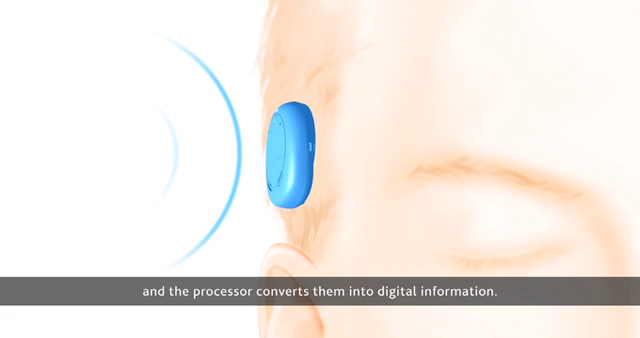 and the processor converts them into digital information.